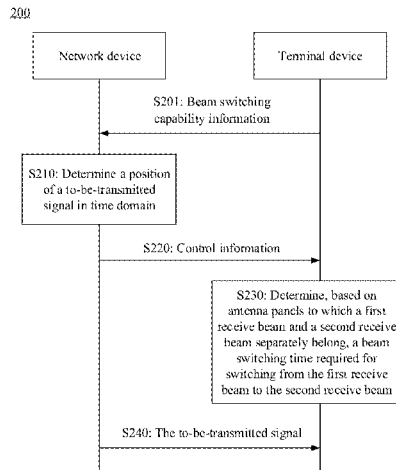 200
Network device
Terminal device
S201: Beam switching
capability information
S210: Determine a position
of a to-be-transmitted
signal in time domain
S220: Control information
S230: Determine, based on
antenna panels to which a first
receive beam and a second receive
beam separately belong, a beam
switching time required for
switching from the first receive
beam to the second receive beam
S240: The to-be-transmitted signal